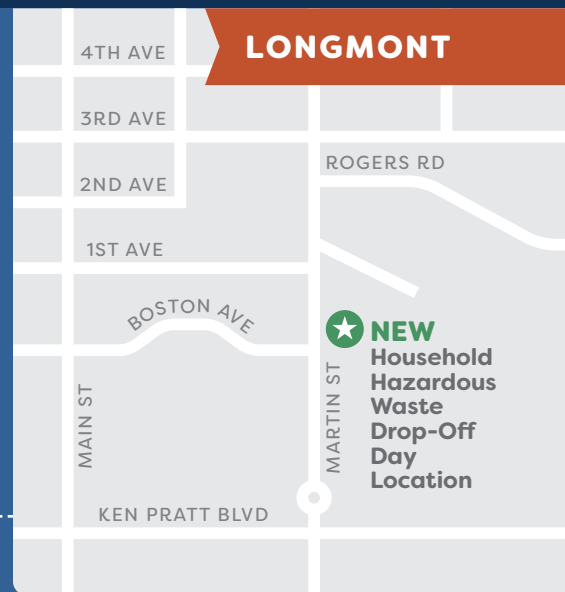 LONGMONT
4TH AVE
3RD AVE
ROGERS RD
2ND AVE
1ST AVE
BOSTON AVE
NEW
Household
Hazardous
Waste
Drop-Off
Day
Location
MARTIN ST
MAIN ST
KEN PRATT BLVD